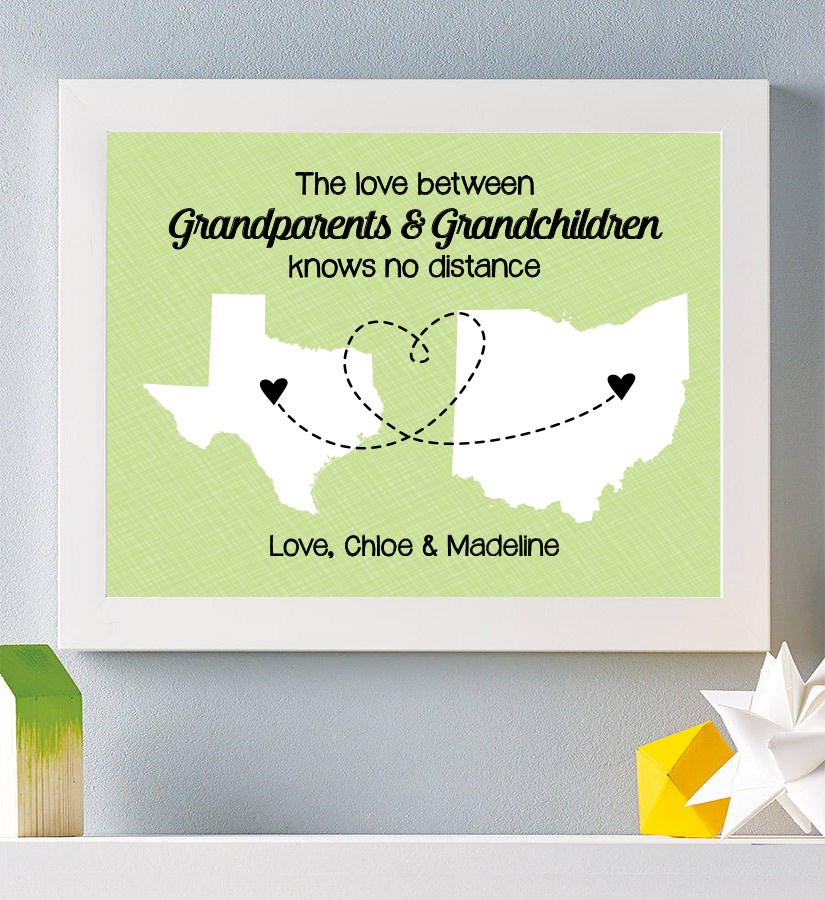 The love between
Grandparents & Grandchildren
knows no distance
Love, Chloe & Madeline